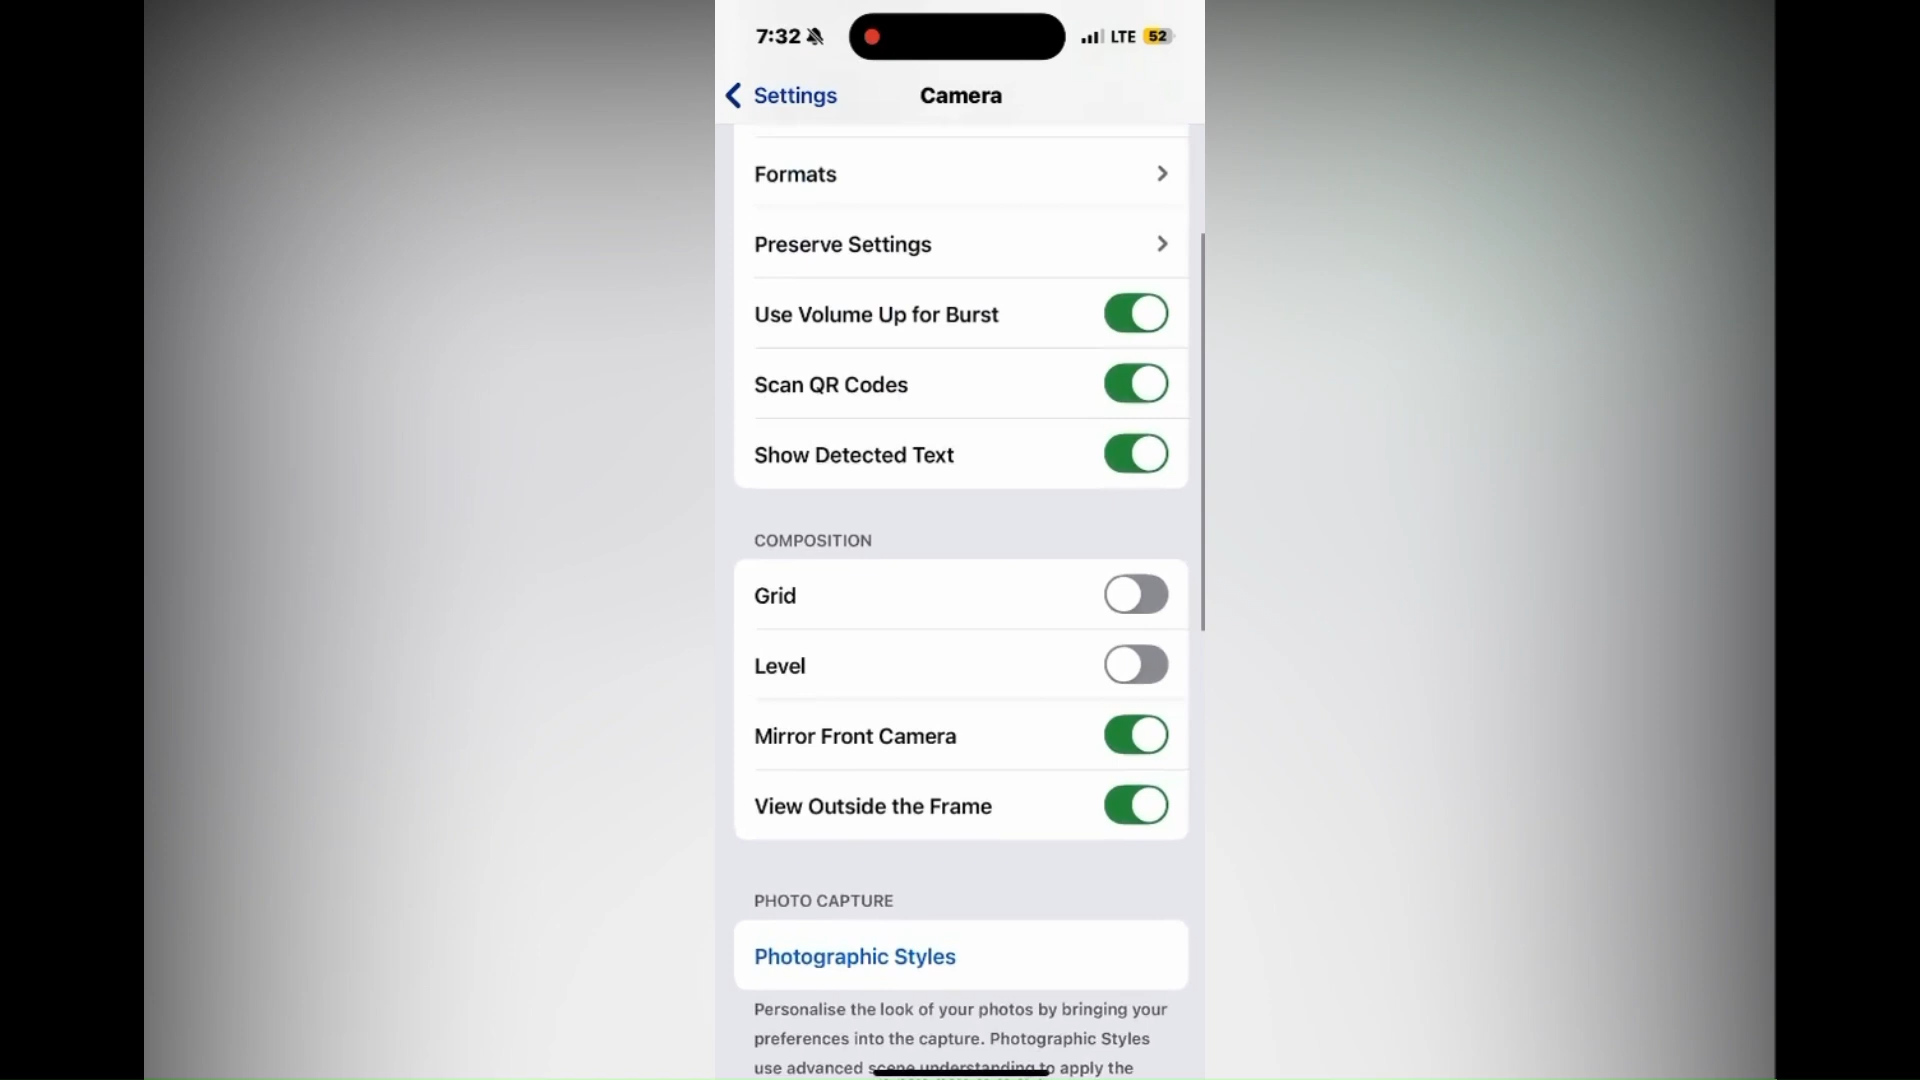 7:32 LTE 52
Settings Camera
Formats
Preserve Settings
Use Volume Up for Burst
Scan QR Codes
Show Detected Text
COMPOSITION
Grid
Level
Mirror Front Camera
View Outside the Frame
PHOTO CAPTURE
Photographic Styles
Personalise the look of your photos by bringing your
preferences into the capture. Photographic Styles
use advanced scene understanding to apply the